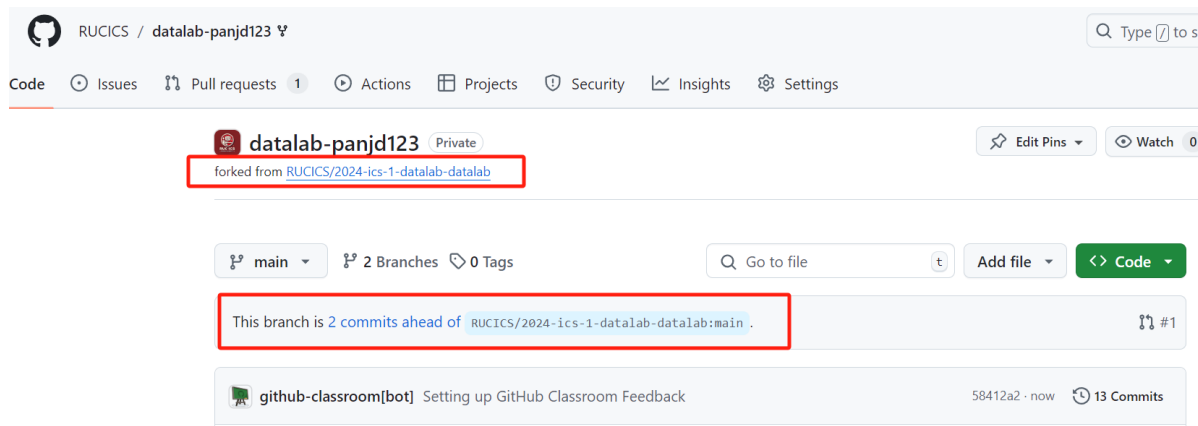 RUCICS / datalab-panjd123
Type / to s
Code Issues Pull requests 1 Actions Projects Security Insights Settings
datalab-panjd123 Private
Edit Pins Watch 0
forked from RUCICS/2024-ics-1-datalab-datalab
main 2 Branches 0 Tags Go to file t Add file <> Code
This branch is 2 commits ahead of RUCICS/2024-ics-1-datalab-datalab:main . #1
github-classroom[bot] Setting up GitHub Classroom Feedback 58412a2 · now 13 Commits